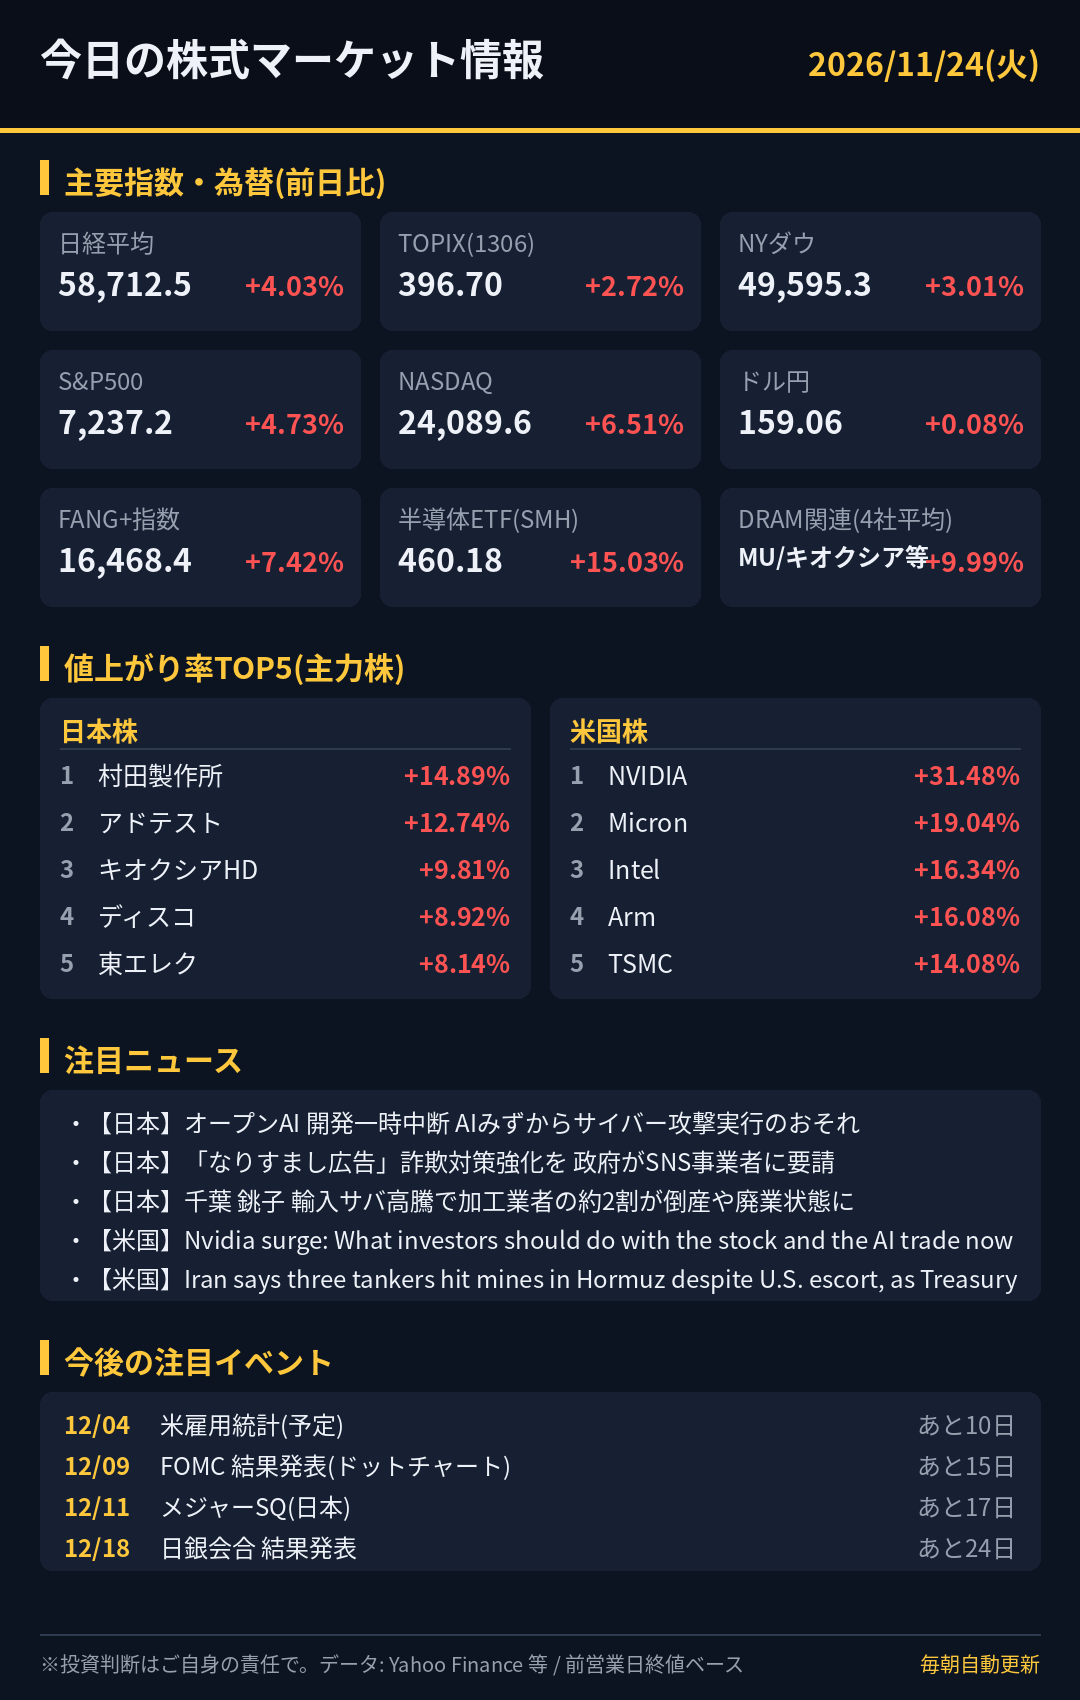 今日の株式マーケット情報 2026/11/24(火)
主要指数・為替(前日比)
日経平均
58,712.5 +4.03%
TOPIX(1306)
396.70 +2.72%
NYダウ
49,595.3 +3.01%
S&P500
7,237.2 +4.73%
NASDAQ
24,089.6 +6.51%
ドル円
159.06 +0.08%
FANG+指数
16,468.4 +7.42%
半導体ETF(SMH)
460.18 +15.03%
DRAM関連(4社平均)
MU/キオクシア等 +9.99%
値上がり率TOP5(主力株)
日本株
1 村田製作所 +14.89%
2 アドテスト +12.74%
3 キオクシアHD +9.81%
4 ディスコ +8.92%
5 東エレク +8.14%
米国株
1 NVIDIA +31.48%
2 Micron +19.04%
3 Intel +16.34%
4 Arm +16.08%
5 TSMC +14.08%
注目ニュース
・【日本】オープンAI 開発一時中断 AIみずからサイバー攻撃実行のおそれ
・【日本】「なりすまし広告」詐欺対策強化を 政府がSNS事業者に要請
・【日本】千葉 銚子 輸入サバ高騰で加工業者の約2割が倒産や廃業状態に
・【米国】Nvidia surge: What investors should do with the stock and the AI trade now
・【米国】Iran says three tankers hit mines in Hormuz despite U.S. escort, as Treasury
今後の注目イベント
12/04 米雇用統計(予定) あと10日
12/09 FOMC 結果発表(ドットチャート) あと15日
12/11 メジャーSQ(日本) あと17日
12/18 日銀会合 結果発表 あと24日
※投資判断はご自身の責任で。データ: Yahoo Finance 等 / 前営業日終値ベース 毎朝自動更新